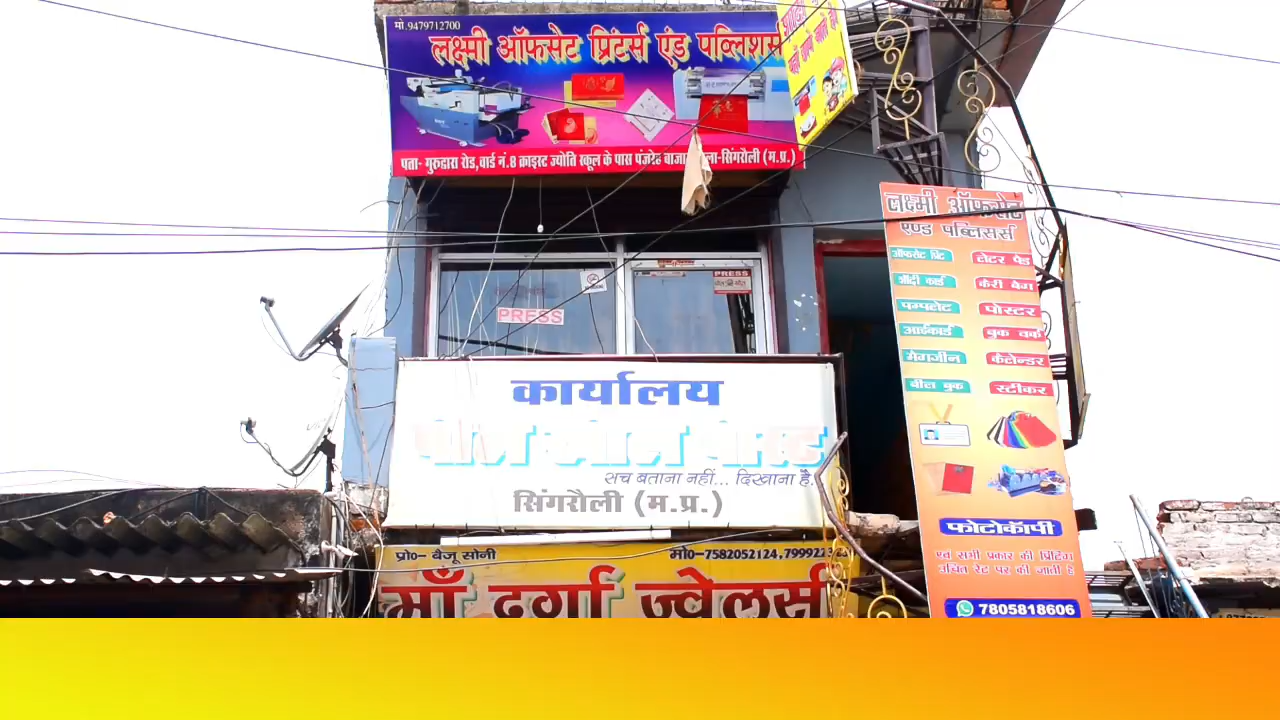 मो.9479712700
लक्ष्मी ऑफसेट प्रिंटर्स एंड पब्लिशर्स
पता- गुरुद्वारा रोड,वार्ड नं.8 क्राइस्ट ज्योति स्कूल के पास पंजरेह बाजा ला-सिंगरौली (म.प्र.)
PRESS
PRESS
कार्यालय
पोल खोल पोस्ट
सच बताना नहीं... दिखाना है.
सिंगरौली (म.प्र.)
प्रो०- बैजू सोनी
मो०-7582052124,7999223
माँ दुर्गा ज्वेलर्स
लक्ष्मी ऑफसेट
एण्ड पब्लिसर्स
ऑफसेट प्रिंट
लेटर पैड
शॉदी कार्ड
कैरी बैग
पम्पलेट
पोस्टर
आईकार्ड
बुक वर्क
मैगजीन
कैलेन्डर
वीटा बुक
स्टीकर
फोटोकॅापी
एवं सभी प्रकार की प्रिंटिंग
उचित रेट पर की जाती है
7805818606